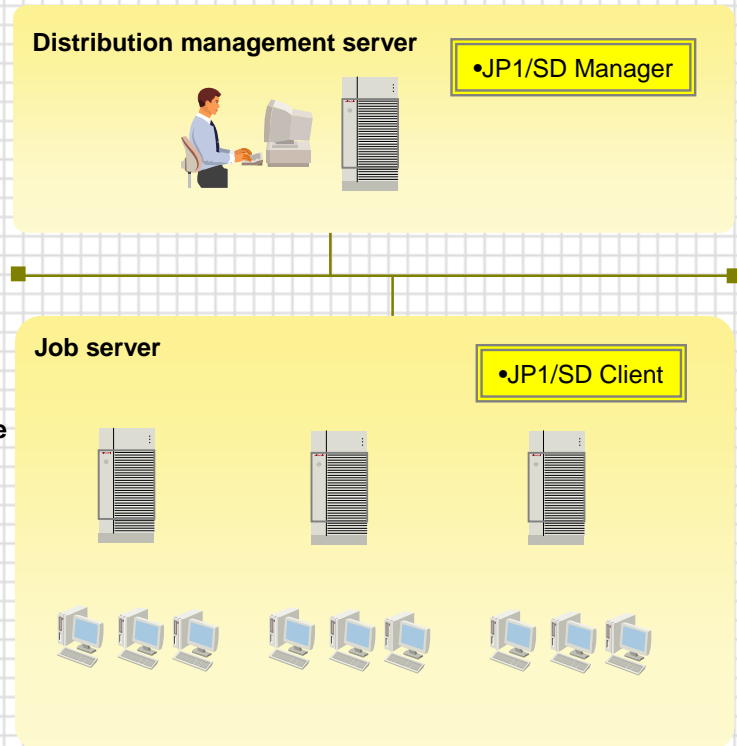 Distribution management server
•JP1/SD Manager
Job server
•JP1/SD Client
e